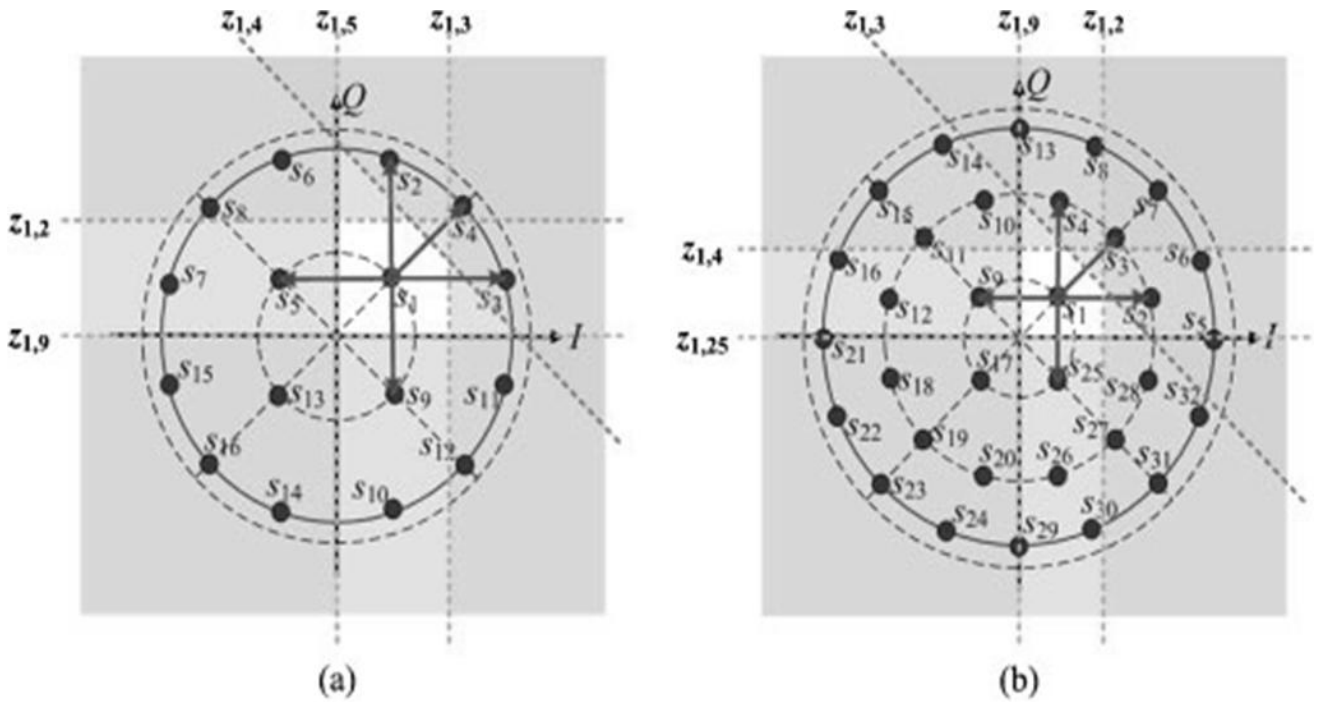 z1,4 z1,5 z1,3
Q
s6 s2
s8 s4
z1,2
s7 s5 s1 s3
z1,9 I
s15 s13 s9 s11
s16 s12
s14 s10
(a)
z1,3 z1,9 z1,2
Q
s14 s13 s8
s15 s10 s4 s7
z1,4
s16 s11 s3 s6
s12 s9 s1 s2
z1,25 s21 s5 I
s18 s17 s25 s28 s32
s22 s19 s27
s20 s26
s23 s31
s24 s29 s30
(b)